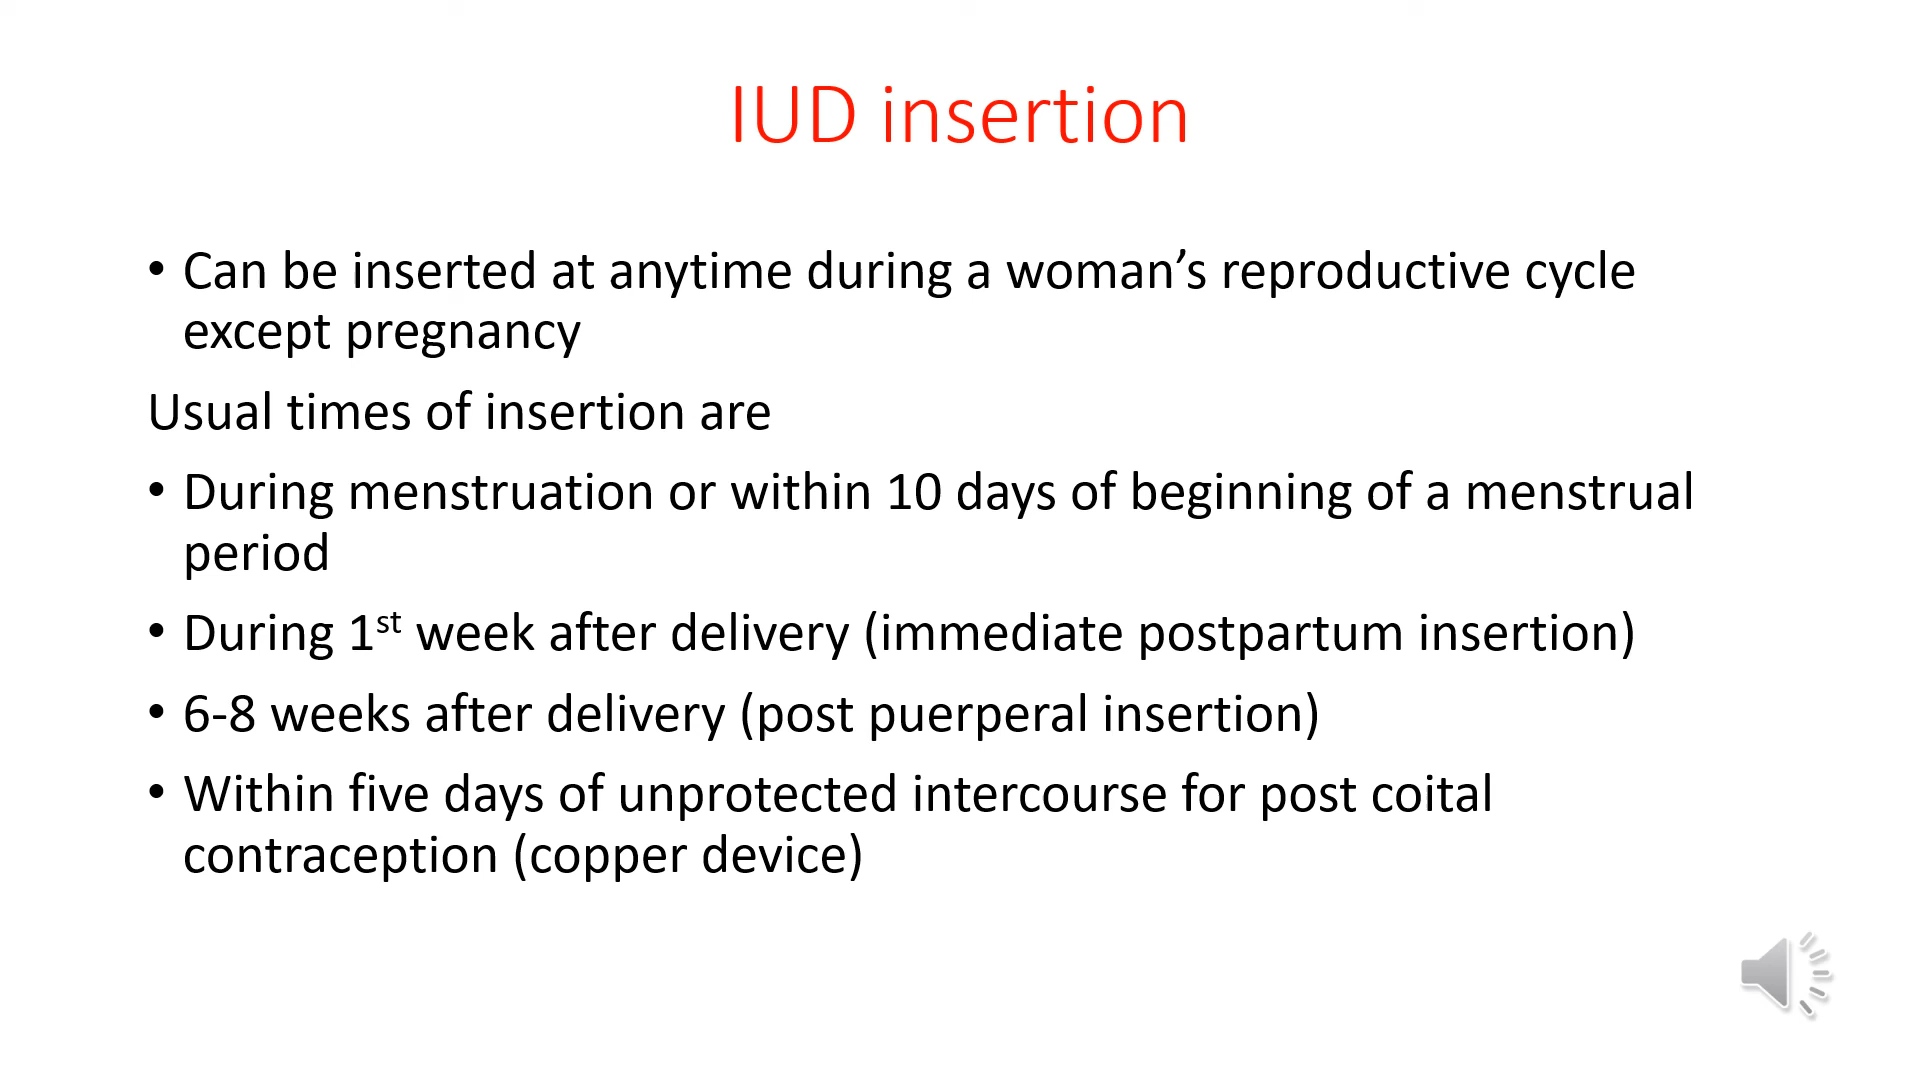 IUD insertion
• Can be inserted at anytime during a woman’s reproductive cycle
except pregnancy
Usual times of insertion are
• During menstruation or within 10 days of beginning of a menstrual
period
• During 1st week after delivery (immediate postpartum insertion)
• 6-8 weeks after delivery (post puerperal insertion)
• Within five days of unprotected intercourse for post coital
contraception (copper device)